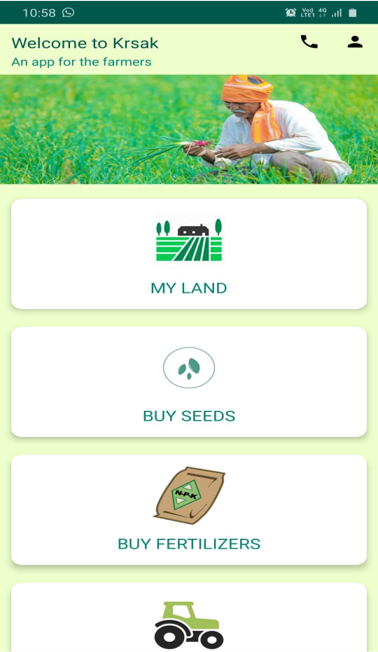 10:58
Vo) 4G
LTE1
Welcome to Krsak
An app for the farmers
MY LAND
BUY SEEDS
N-P-K
BUY FERTILIZERS